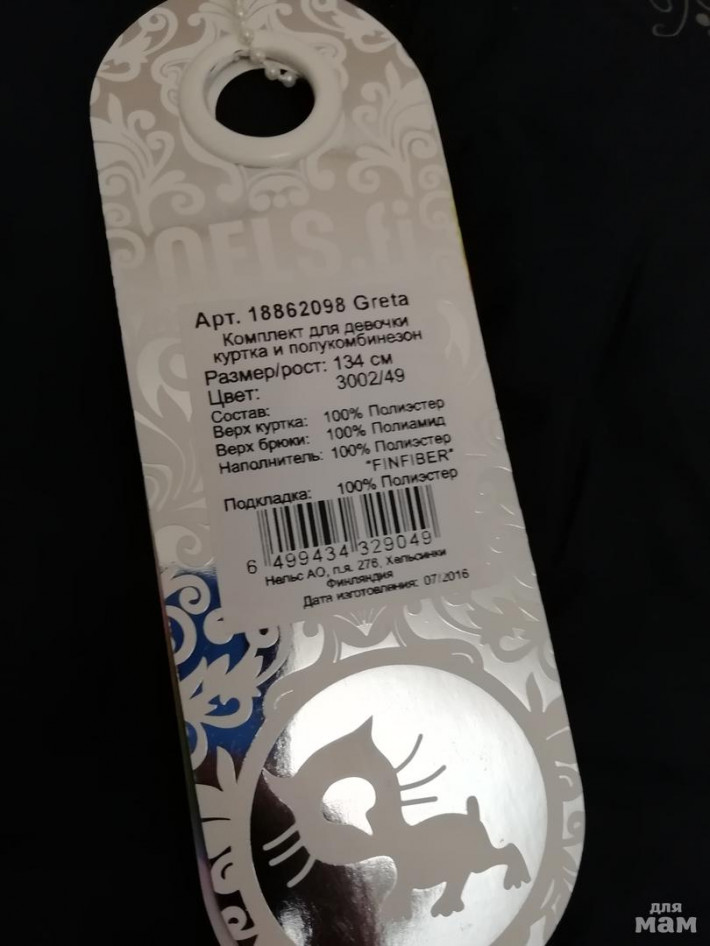 NELS.fi
Арт. 18862098 Greta
Комплект для девочки
куртка и полукомбинезон
Размер/рост: 134 см
Цвет: 3002/49
Состав:
Верх куртка: 100% Полиэстер
Верх брюки: 100% Полиамид
Наполнитель: 100% Полиэстер
"FINFIBER"
Подкладка: 100% Полиэстер
6 499434 329049
Нельс АО, п.я. 276, Хельсинки
Финляндия
Дата изготовления: 07/2016
для
мам